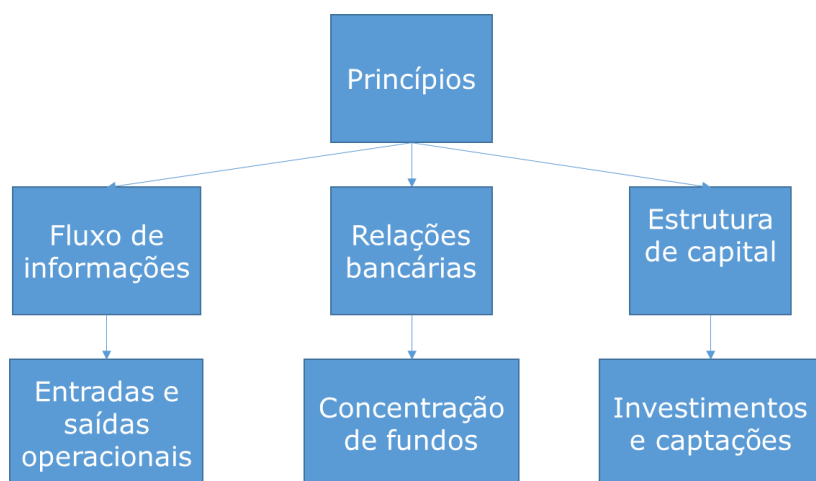 Princípios
Fluxo de
informações
Relações
bancárias
Estrutura
de capital
Entradas e
saídas
operacionais
Concentração
de fundos
Investimentos
e captações